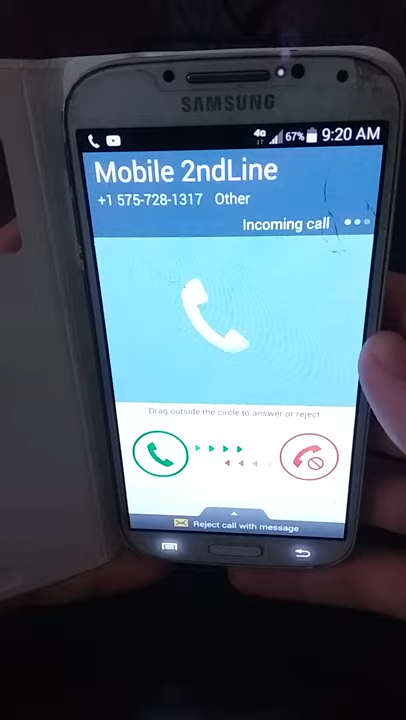 SAMSUNG
4G 67% 9:20 AM
Mobile 2ndLine
+1 575-728-1317 Other
Incoming call
Drag outside the circle to answer or reject
Reject call with message